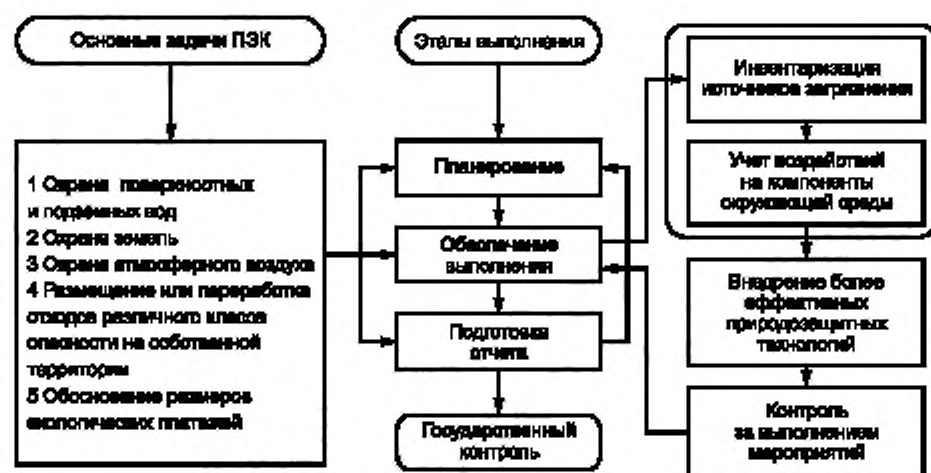 Основные задачи ПЭК
1 Охрана поверхностных
и подземных вод
2 Охрана земель
3 Охрана атмосферного воздуха
4 Размещение или переработка
отходов различного класса
опасности на собственной
территории
5 Обоснование размеров
экологических платежей
Этапы выполнения
Планирование
Обеспечение
выполнения
Подготовка
отчета
Государственный
контроль
Инвентаризация
источников загрязнения
Учет воздействий
на компоненты
окружающей среды
Внедрение более
эффективных
природозащитных
технологий
Контроль
за выполнением
мероприятий